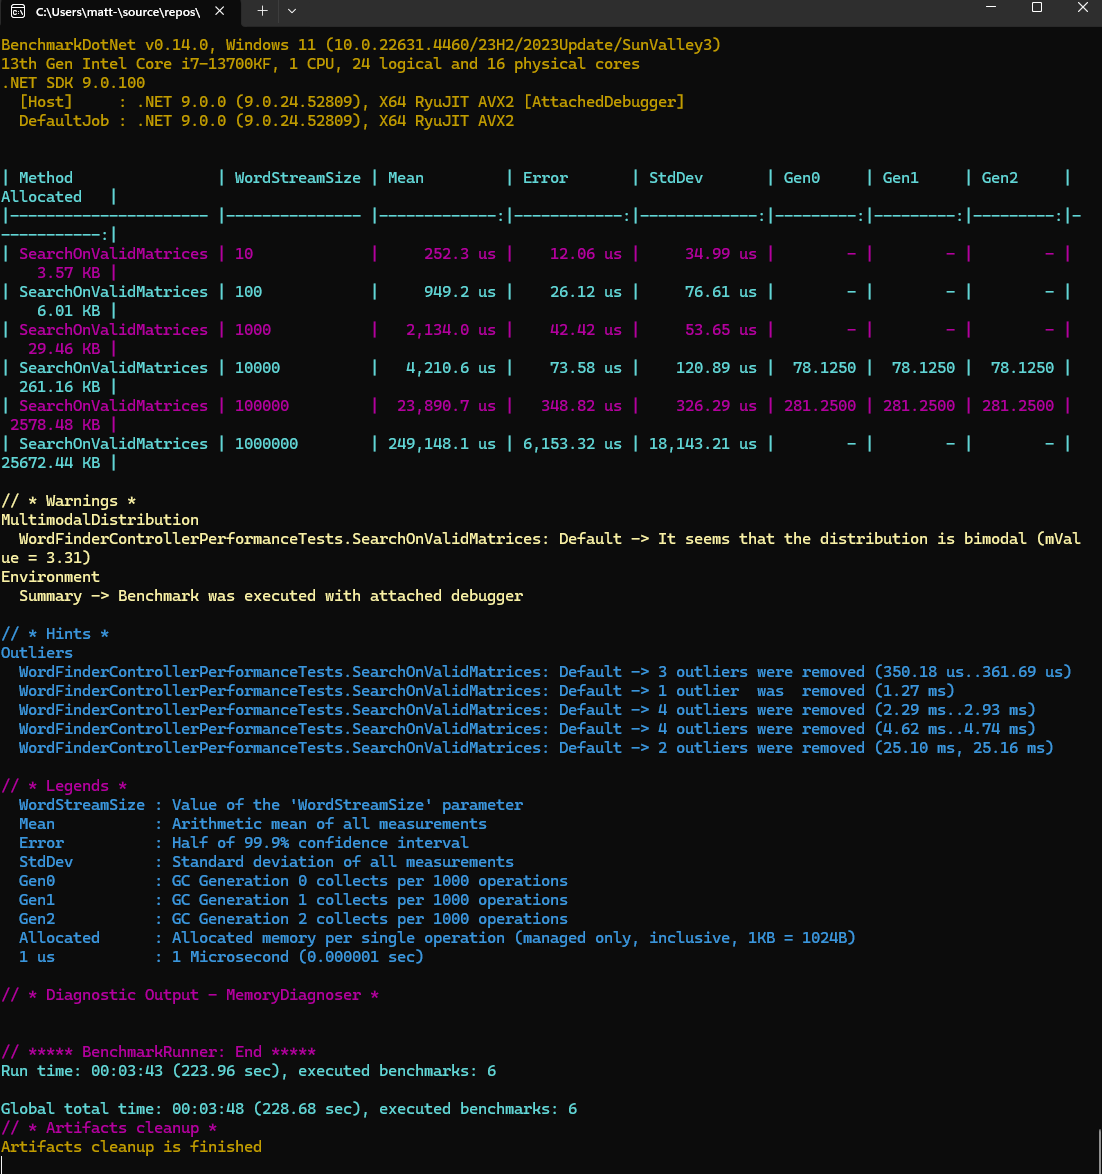 C:\Users\matt-\source\repos\
BenchmarkDotNet v0.14.0, Windows 11 (10.0.22631.4460/23H2/2023Update/SunValley3)
13th Gen Intel Core i7-13700KF, 1 CPU, 24 logical and 16 physical cores
.NET SDK 9.0.100
  [Host]     : .NET 9.0.0 (9.0.24.52809), X64 RyuJIT AVX2 [AttachedDebugger]
  DefaultJob : .NET 9.0.0 (9.0.24.52809), X64 RyuJIT AVX2
| Method                | WordStreamSize | Mean         | Error       | StdDev       | Gen0     | Gen1     | Gen2     |
Allocated   |
|---------------------- |--------------- |-------------:|------------:|-------------:|---------:|---------:|---------:|-
-----------:|
| SearchOnValidMatrices | 10             |     252.3 us |    12.06 us |     34.99 us |        - |        - |        - |
    3.57 KB |
| SearchOnValidMatrices | 100            |     949.2 us |    26.12 us |     76.61 us |        - |        - |        - |
    6.01 KB |
| SearchOnValidMatrices | 1000           |   2,134.0 us |    42.42 us |     53.65 us |        - |        - |        - |
   29.46 KB |
| SearchOnValidMatrices | 10000          |   4,210.6 us |    73.58 us |    120.89 us |  78.1250 |  78.1250 |  78.1250 |
  261.16 KB |
| SearchOnValidMatrices | 100000         |  23,890.7 us |   348.82 us |    326.29 us | 281.2500 | 281.2500 | 281.2500 |
 2578.48 KB |
| SearchOnValidMatrices | 1000000        | 249,148.1 us | 6,153.32 us | 18,143.21 us |        - |        - |        - |
25672.44 KB |
// * Warnings *
MultimodalDistribution
  WordFinderControllerPerformanceTests.SearchOnValidMatrices: Default -> It seems that the distribution is bimodal (mVal
ue = 3.31)
Environment
  Summary -> Benchmark was executed with attached debugger
// * Hints *
Outliers
  WordFinderControllerPerformanceTests.SearchOnValidMatrices: Default -> 3 outliers were removed (350.18 us..361.69 us)
  WordFinderControllerPerformanceTests.SearchOnValidMatrices: Default -> 1 outlier  was  removed (1.27 ms)
  WordFinderControllerPerformanceTests.SearchOnValidMatrices: Default -> 4 outliers were removed (2.29 ms..2.93 ms)
  WordFinderControllerPerformanceTests.SearchOnValidMatrices: Default -> 4 outliers were removed (4.62 ms..4.74 ms)
  WordFinderControllerPerformanceTests.SearchOnValidMatrices: Default -> 2 outliers were removed (25.10 ms, 25.16 ms)
// * Legends *
  WordStreamSize : Value of the 'WordStreamSize' parameter
  Mean           : Arithmetic mean of all measurements
  Error          : Half of 99.9% confidence interval
  StdDev         : Standard deviation of all measurements
  Gen0           : GC Generation 0 collects per 1000 operations
  Gen1           : GC Generation 1 collects per 1000 operations
  Gen2           : GC Generation 2 collects per 1000 operations
  Allocated      : Allocated memory per single operation (managed only, inclusive, 1KB = 1024B)
  1 us           : 1 Microsecond (0.000001 sec)
// * Diagnostic Output - MemoryDiagnoser *
// ***** BenchmarkRunner: End *****
Run time: 00:03:43 (223.96 sec), executed benchmarks: 6
Global total time: 00:03:48 (228.68 sec), executed benchmarks: 6
// * Artifacts cleanup *
Artifacts cleanup is finished